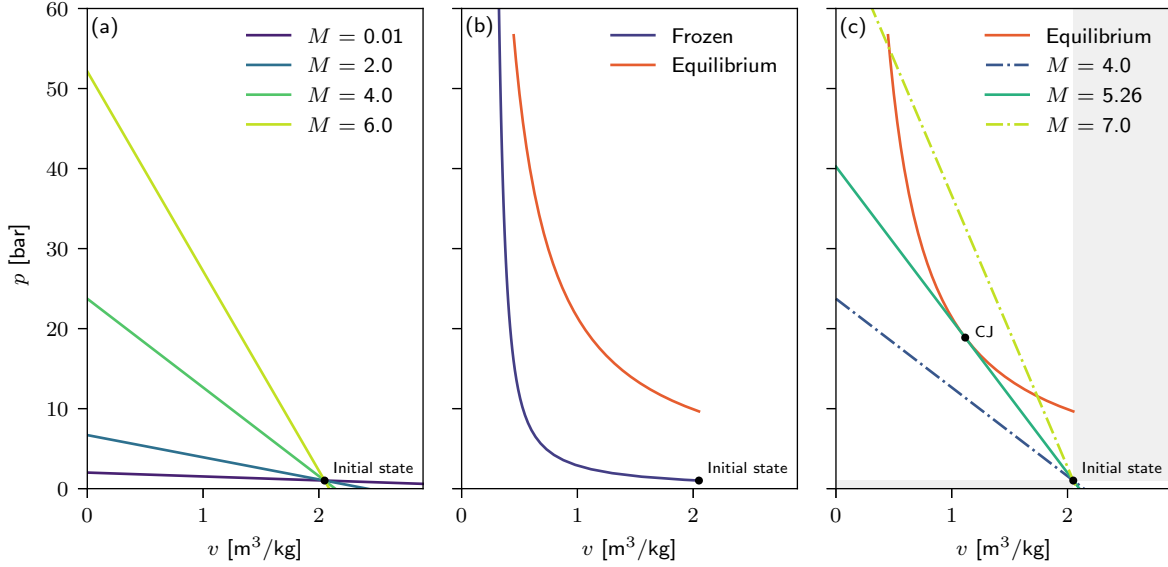 (a)
M = 0.01
M = 2.0
M = 4.0
M = 6.0
Initial state
60
50
40
30
20
10
0
p [bar]
0 1 2
v [m³/kg]
(b)
Frozen
Equilibrium
Initial state
0 1 2
v [m³/kg]
(c)
Equilibrium
M = 4.0
M = 5.26
M = 7.0
CJ
Initial state
0 1 2
v [m³/kg]